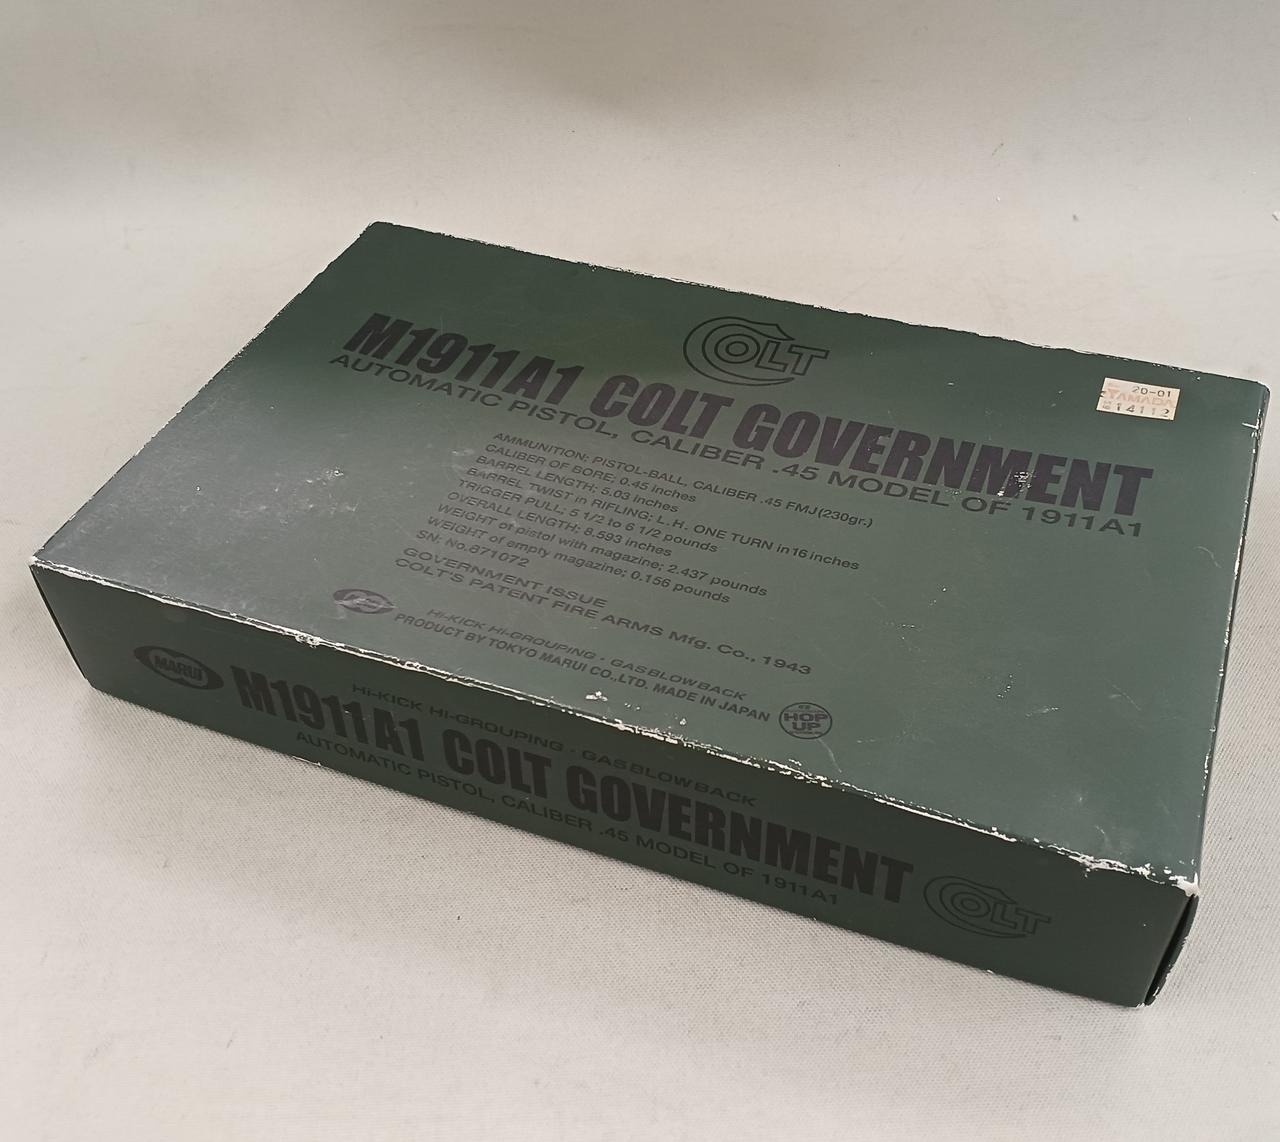 COLT
M1911A1 COLT GOVERNMENT
AUTOMATIC PISTOL, CALIBER .45 MODEL OF 1911A1
20-01
YAMADA
14112
AMMUNITION; PISTOL-BALL, CALIBER .45 FMJ(230gr.)
CALIBER OF BORE; 0.45 inches
BARREL LENGTH; 5.03 inches
BARREL TWIST in RIFLING; L.H. ONE TURN in 16 inches
TRIGGER PULL; 5 1/2 to 6 1/2 pounds
OVERALL LENGTH; 8.593 inches
WEIGHT of pistol with magazine; 2.437 pounds
WEIGHT of empty magazine; 0.156 pounds
SN; No.871072
GOVERNMENT ISSUE
COLT'S PATENT FIRE ARMS Mfg. Co., 1943
Hi-KICK Hi-GROUPING · GASBLOWBACK
PRODUCT BY TOKYO MARUI CO.,LTD. MADE IN JAPAN
HOP
UP
MARUI
Hi-KICK Hi-GROUPING · GASBLOWBACK
M1911A1 COLT GOVERNMENT
AUTOMATIC PISTOL, CALIBER .45 MODEL OF 1911A1
COLT